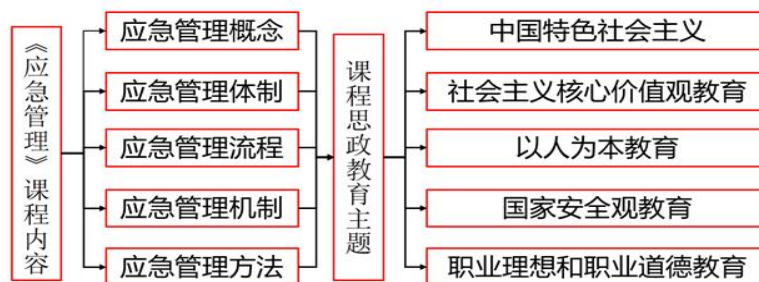 《应急管理》课程内容
应急管理概念
应急管理体制
应急管理流程
应急管理机制
应急管理方法
课程思政教育主题
中国特色社会主义
社会主义核心价值观教育
以人为本教育
国家安全观教育
职业理想和职业道德教育